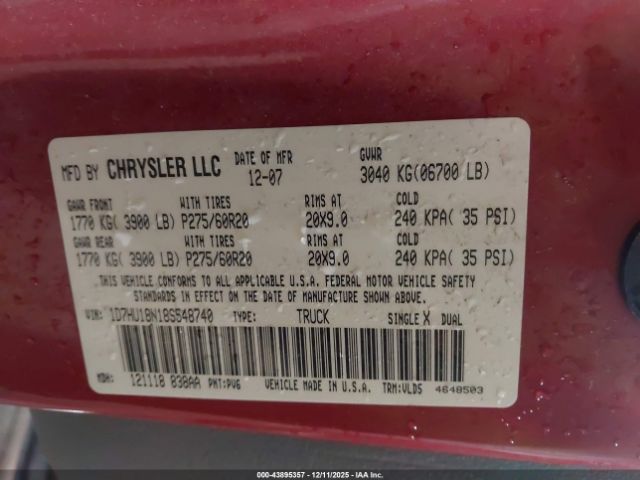 MFD BY CHRYSLER LLC DATE OF MFR 12-07 GVWR 3040 KG(06700 LB)
GAWR FRONT WITH TIRES RIMS AT COLD
1770 KG( 3900 LB) P275/60R20 20X9.0 240 KPA( 35 PSI)
GAWR REAR WITH TIRES RIMS AT COLD
1770 KG( 3900 LB) P275/60R20 20X9.0 240 KPA( 35 PSI)
THIS VEHICLE CONFORMS TO ALL APPLICABLE U.S.A. FEDERAL MOTOR VEHICLE SAFETY
STANDARDS IN EFFECT ON THE DATE OF MANUFACTURE SHOWN ABOVE.
VIN: 1D7HU18N18S548740 TYPE: TRUCK SINGLE X DUAL
MDH: 121118 038AA PNT:PV6 VEHICLE MADE IN U.S.A. TRM:VLD5 4648503
000-43895357 - 12/11/2025 - IAA Inc.